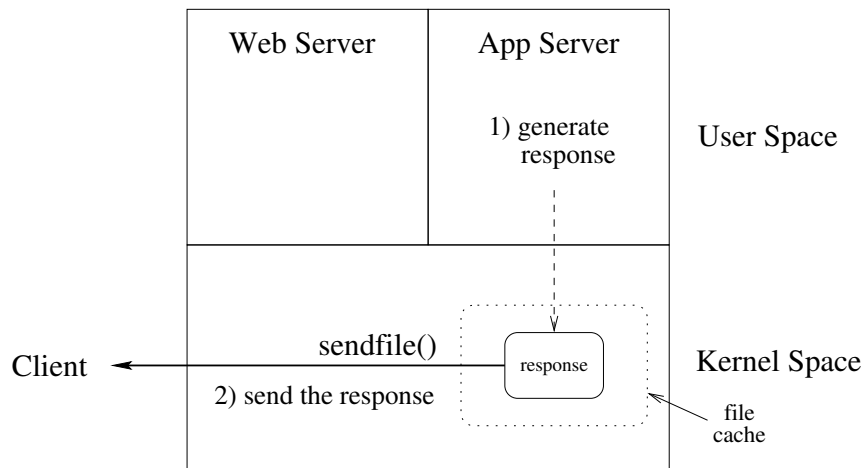 Web Server
App Server
1) generate
response
User Space
sendfile()
Client
response
Kernel Space
2) send the response
file
cache